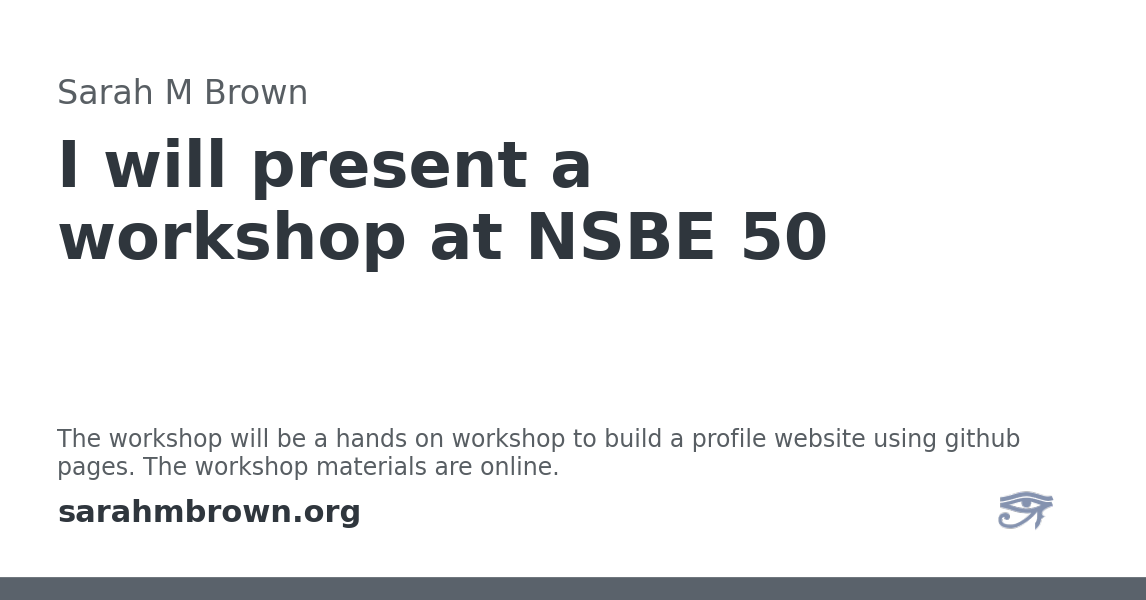 Sarah M Brown
I will present a
workshop at NSBE 50
The workshop will be a hands on workshop to build a profile website using github
pages. The workshop materials are online.
sarahmbrown.org